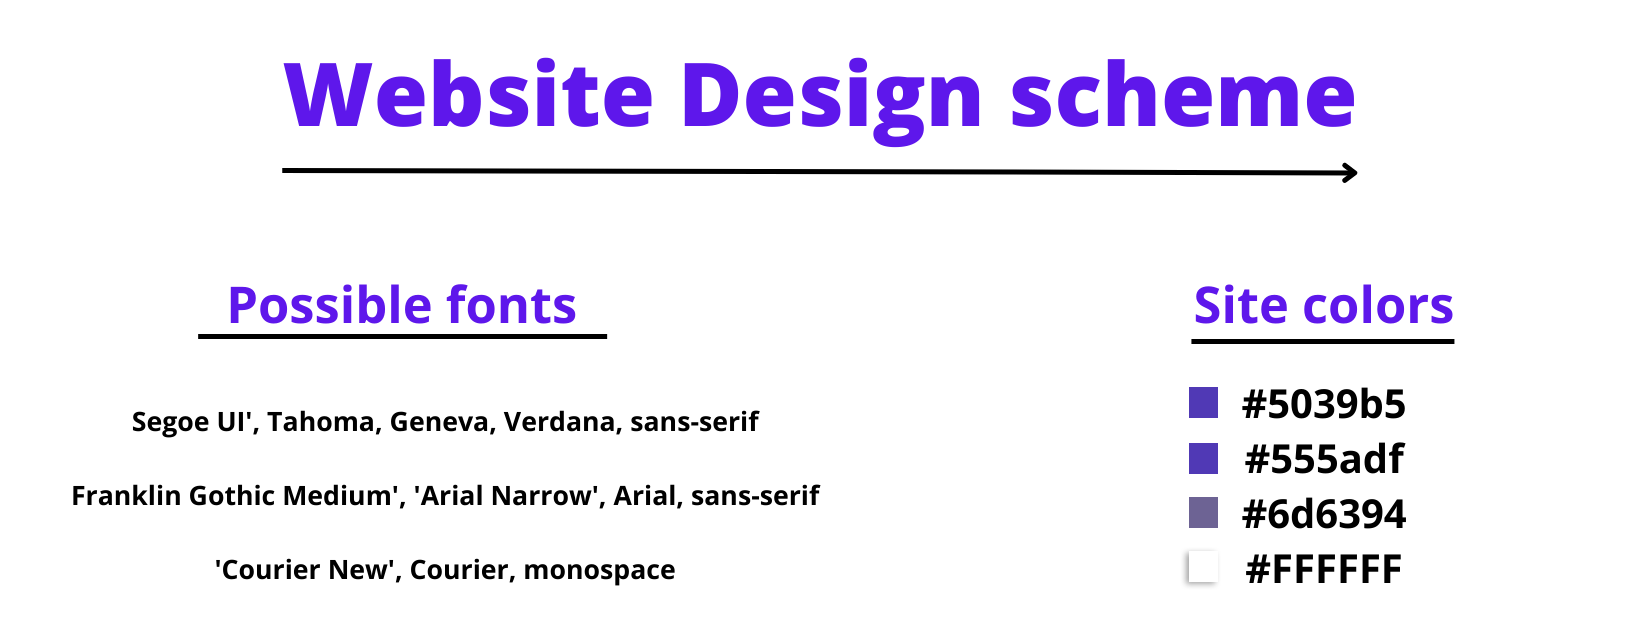 Website Design scheme
Possible fonts
Segoe UI', Tahoma, Geneva, Verdana, sans-serif
Franklin Gothic Medium', 'Arial Narrow', Arial, sans-serif
'Courier New', Courier, monospace
Site colors
#5039b5
#555adf
#6d6394
#FFFFFF